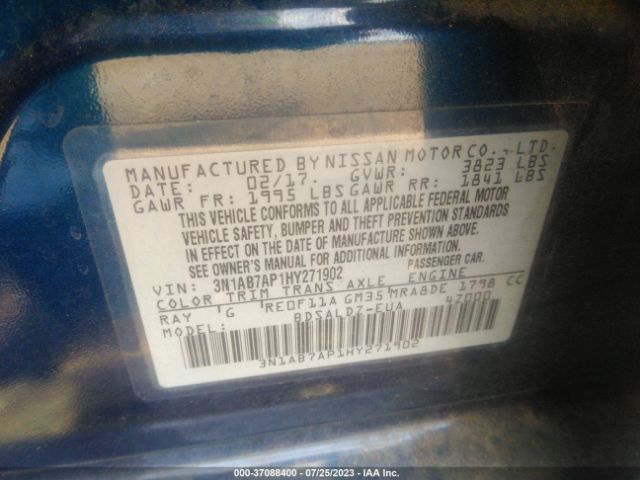 MANUFACTURED BY NISSAN MOTOR CO., LTD.
DATE: 02/17. GVWR: 3823 LBS
GAWR FR: 1995 LBS GAWR RR: 1841 LBS
THIS VEHICLE CONFORMS TO ALL APPLICABLE FEDERAL MOTOR
VEHICLE SAFETY, BUMPER AND THEFT PREVENTION STANDARDS
IN EFFECT ON THE DATE OF MANUFACTURE SHOWN ABOVE.
SEE OWNER'S MANUAL FOR ADDITIONAL INFORMATION.
VIN: 3N1AB7AP1HY271902 PASSENGER CAR.
COLOR TRIM TRANS AXLE ENGINE
RAY G RE0F11A GM35 MRA8DE 1798 CC
MODEL: BDSALDZ-EUA 47000
3N1AB7AP1HY271902
000-37088400 - 07/25/2023 - IAA Inc.